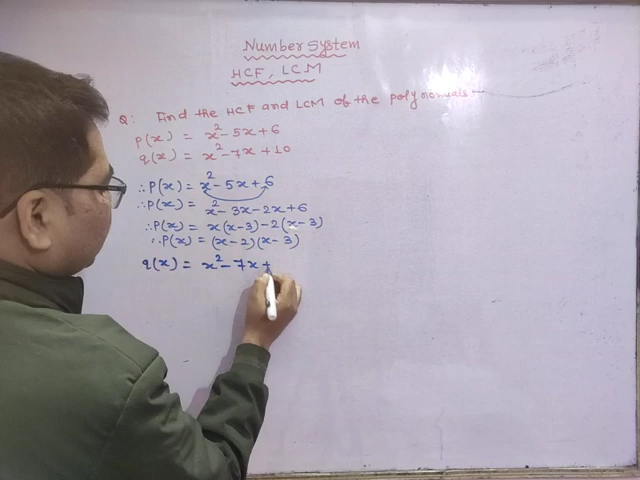 Number System
HCF, LCM
Q: Find the HCF and LCM of the polynomials -
P(x) = x² - 5x + 6
q(x) = x² - 7x + 10
∴ P(x) = x² - 5x + 6
∴ P(x) = x² - 3x - 2x + 6
∴ P(x) = x(x-3) - 2(x-3)
∴ P(x) = (x-2)(x-3)
q(x) = x² - 7x +